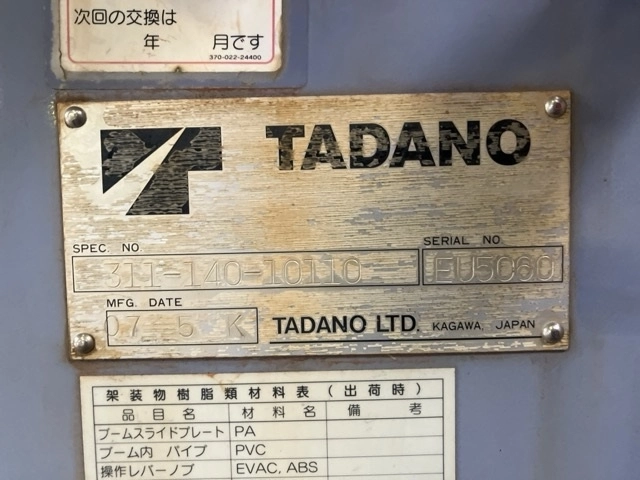 次回の交換は
年 月です
370-022-24400
TADANO
SPEC. NO.
SERIAL NO.
311-140-10110
EU5060
MFG. DATE
07 5 K
TADANO LTD. KAGAWA, JAPAN
架装物樹脂類材料表(出荷時)
品目名 材料名 備考
ブームスライドプレート PA
ブーム内 パイプ PVC
操作レバーノブ EVAC, ABS